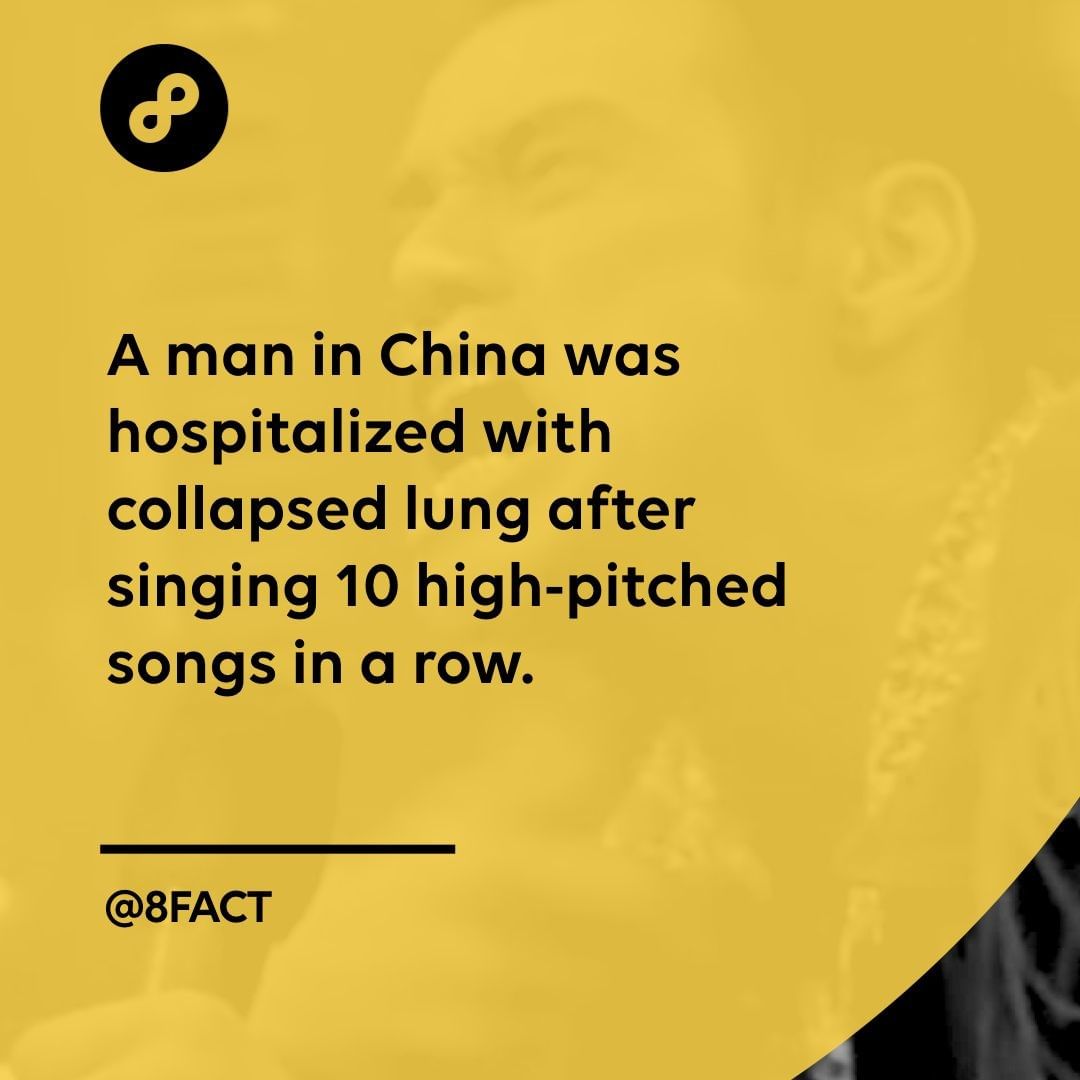 A man in China was
hospitalized with
collapsed lung after
singing 10 high-pitched
songs in a row.
@8FACT